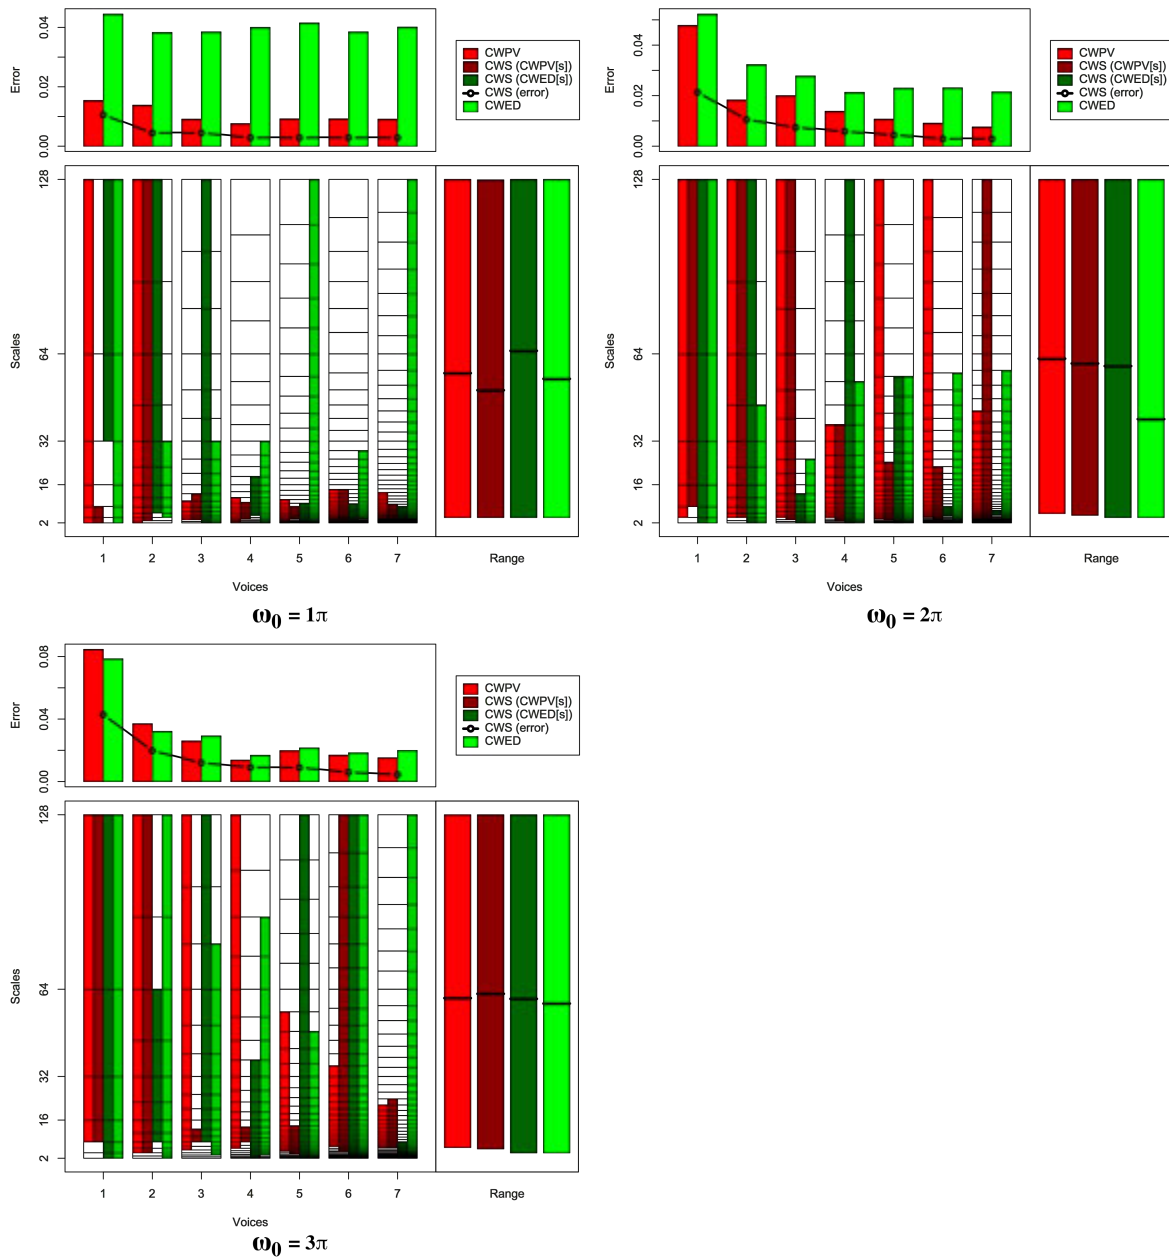 Error
0.00
0.02
0.04
CWPV
CWS (CWPV[s])
CWS (CWED[s])
CWS (error)
CWED
Scales
128
64
32
16
2
1 2 3 4 5 6 7
Range
Voices
ω0 = 1π
Error
0.00
0.02
0.04
CWPV
CWS (CWPV[s])
CWS (CWED[s])
CWS (error)
CWED
Scales
128
64
32
16
2
1 2 3 4 5 6 7
Range
Voices
ω0 = 2π
Error
0.00
0.04
0.08
CWPV
CWS (CWPV[s])
CWS (CWED[s])
CWS (error)
CWED
Scales
128
64
32
16
2
1 2 3 4 5 6 7
Range
Voices
ω0 = 3π